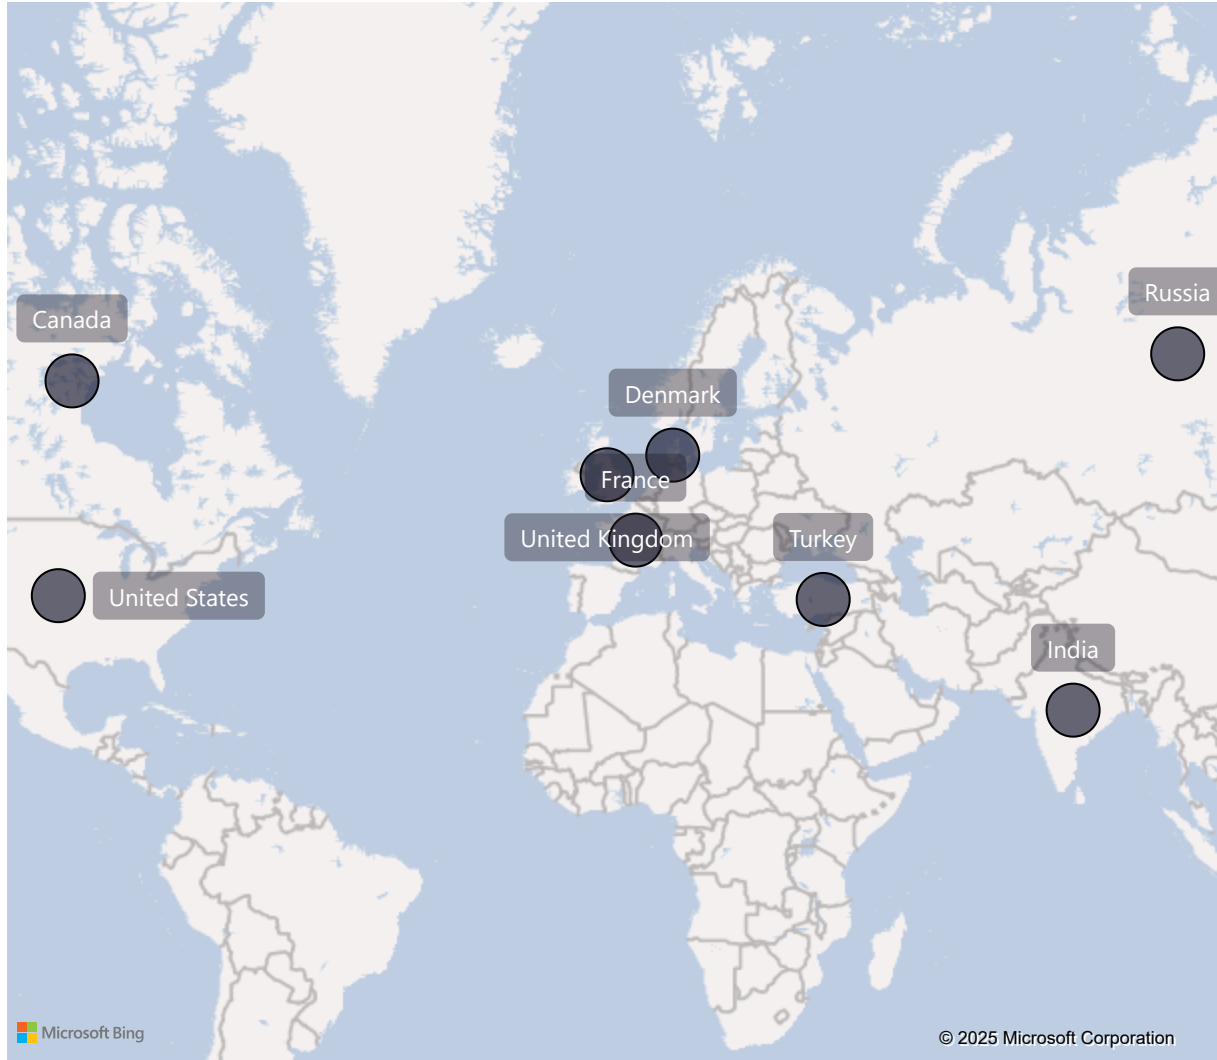 Russia
Canada
Denmark
France
United Kingdom
Turkey
United States
India
Microsoft Bing
© 2025 Microsoft Corporation